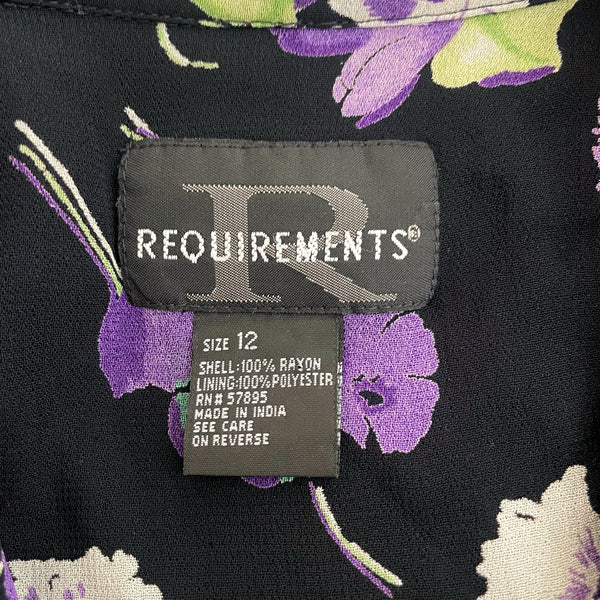 R
REQUIREMENTS®
SIZE 12
SHELL:100% RAYON
LINING:100%POLYESTER
RN# 57895
MADE IN INDIA
SEE CARE
ON REVERSE